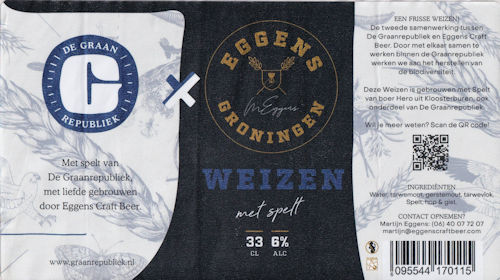 DE GRAAN
REPUBLIEK
Met spelt van
De Graanrepubliek,
met liefde gebrouwen
door Eggens Craft Beer.
www.graanrepubliek.nl
EGGENS
M.Eggens
GRONINGEN
WEIZEN
met spelt
33 6%
CL ALC
EEN FRISSE WEIZEN!
De tweede samenwerking tussen
De Graanrepubliek en Eggens Craft
Beer. Door met elkaar samen te
werken binnen de Graanrepubliek
werken we aan het herstellen van
de biodiversiteit.
Deze Weizen is gebrouwen met Spelt
van boer Hero uit Kloosterburen, ook
onderdeel van De Graanrepubliek.
Wil je meer weten? Scan de QR code!
INGREDIËNTEN
Water, tarwemout, gerstemout, tarwevlok,
Spelt, hop & gist.
CONTACT OPNEMEN?
Martijn Eggens: (06) 40 07 72 07
martijn@eggenscraftbeer.com
095544 170115